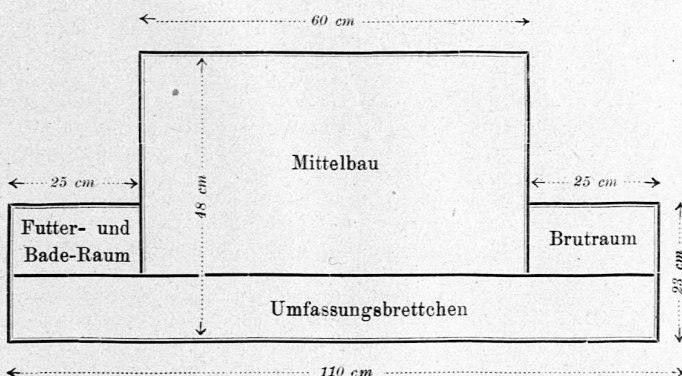 60 cm
Mittelbau
25 cm
48 cm
25 cm
Futter- und
Bade-Raum
Brutraum
23 cm
Umfassungsbrettchen
110 cm